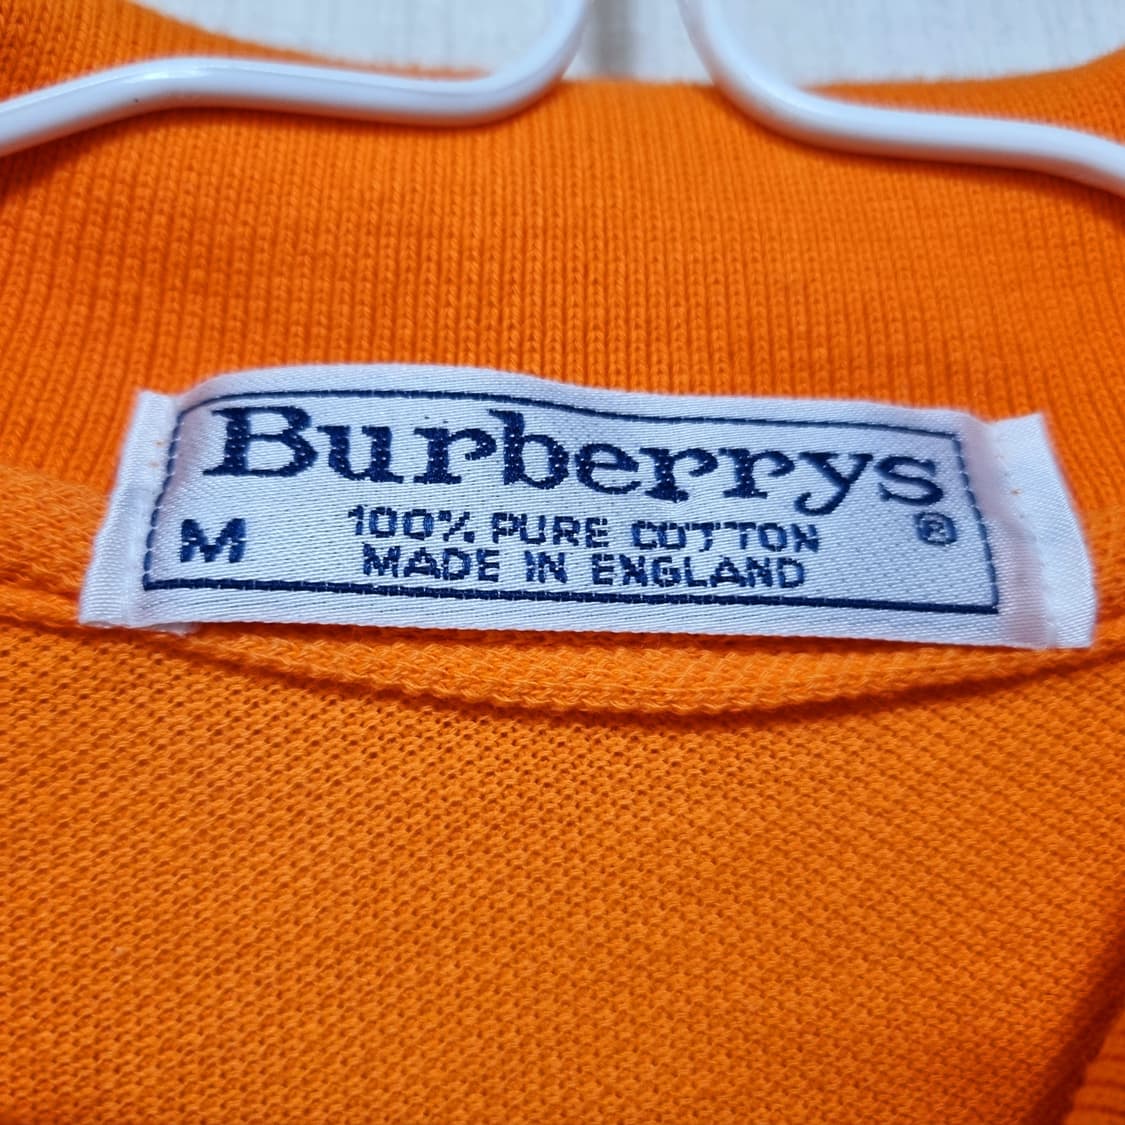 Burberrys
®
M
100% PURE COTTON
MADE IN ENGLAND